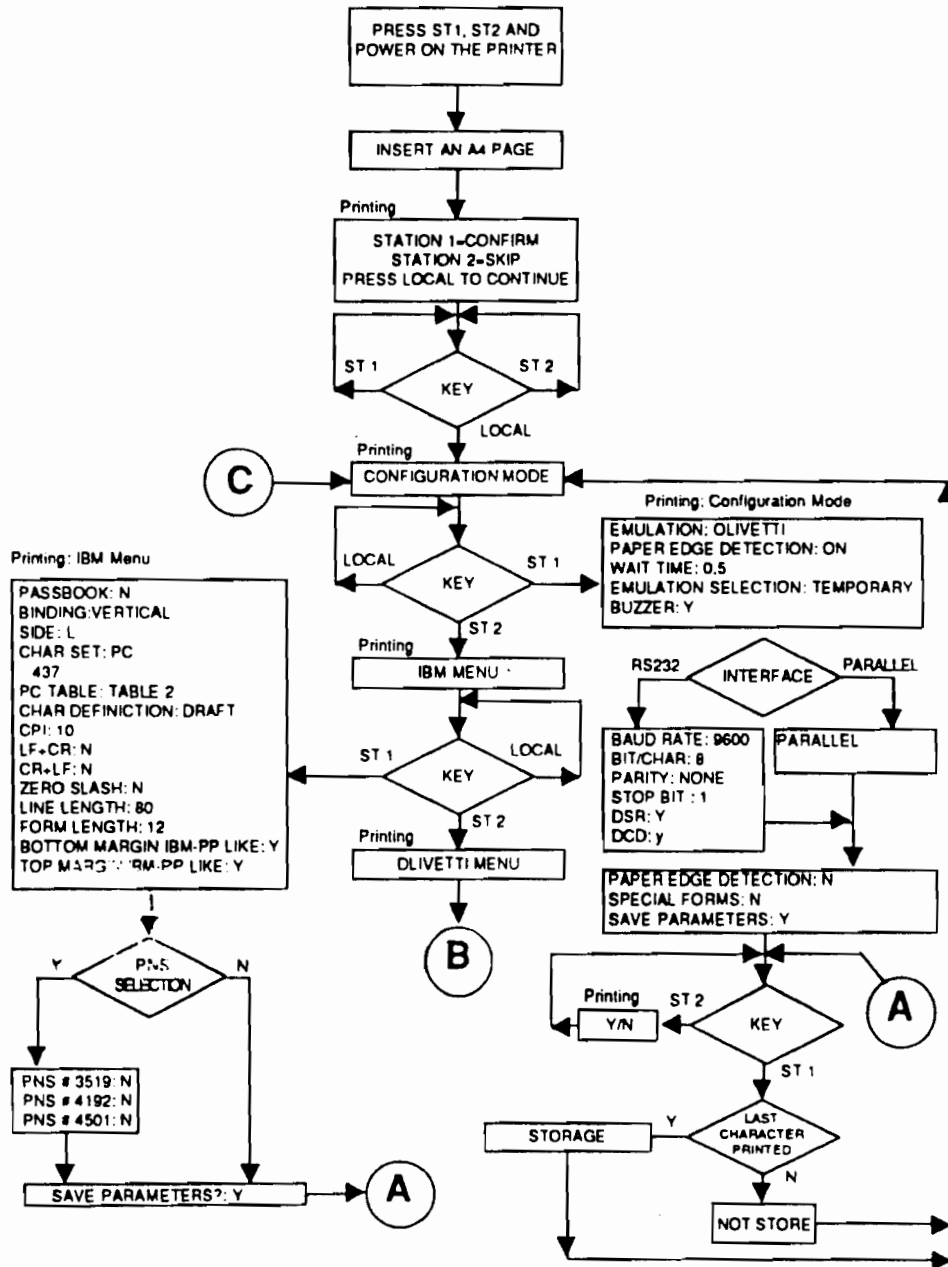 PRESS ST1, ST2 AND
POWER ON THE PRINTER
INSERT AN A4 PAGE
Printing
STATION 1=CONFIRM
STATION 2=SKIP
PRESS LOCAL TO CONTINUE
ST 1
KEY
ST 2
LOCAL
Printing
C
CONFIGURATION MODE
Printing: Configuration Mode
EMULATION: OLIVETTI
PAPER EDGE DETECTION: ON
WAIT TIME: 0.5
EMULATION SELECTION: TEMPORARY
BUZZER: Y
LOCAL
KEY
ST 1
ST 2
Printing: IBM Menu
PASSBOOK: N
BINDING:VERTICAL
SIDE: L
CHAR SET: PC
437
PC TABLE: TABLE 2
CHAR DEFINICTION: DRAFT
CPI: 10
LF+CR: N
CR+LF: N
ZERO SLASH: N
LINE LENGTH: 80
FORM LENGTH: 12
BOTTOM MARGIN IBM-PP LIKE: Y
TOP MARGIN IBM-PP LIKE: Y
Printing
IBM MENU
ST 1
KEY
LOCAL
ST 2
Printing
DLIVETTI MENU
B
RS232
INTERFACE
PARALLEL
BAUD RATE: 9600
BIT/CHAR: 8
PARITY: NONE
STOP BIT : 1
DSR: Y
DCD: y
PARALLEL
PAPER EDGE DETECTION: N
SPECIAL FORMS: N
SAVE PARAMETERS: Y
Y
PNS
SELECTION
N
PNS # 3519: N
PNS # 4192: N
PNS # 4501: N
SAVE PARAMETERS?: Y
A
Printing
Y/N
ST 2
KEY
A
ST 1
STORAGE
Y
LAST
CHARACTER
PRINTED
N
NOT STORE